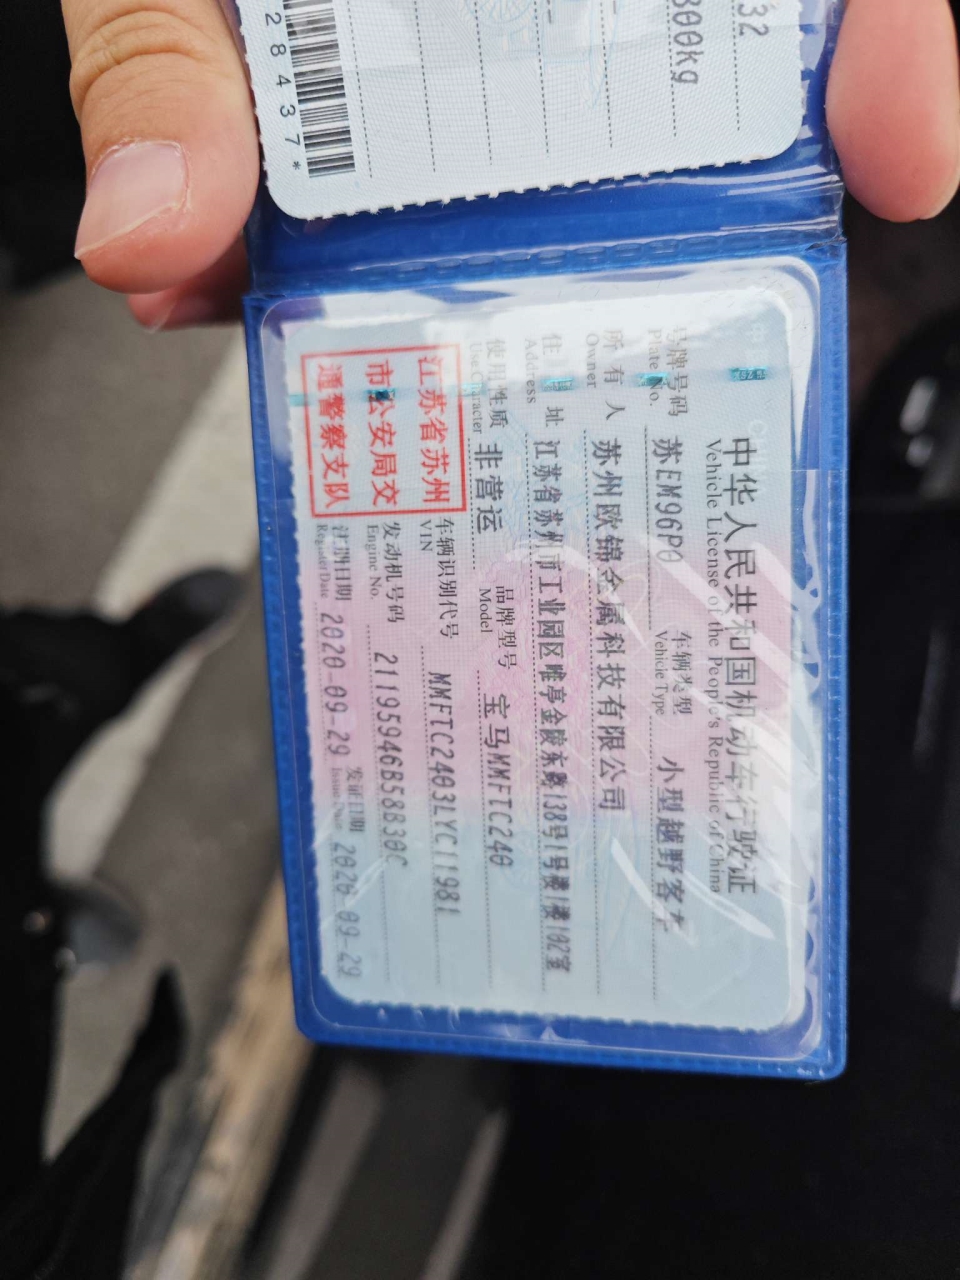 32
300kg
28437*
中华人民共和国机动车行驶证
Vehicle License of the People's Republic of China
号牌号码 苏EM96P0 车辆类型 小型越野客车
Plate No. Vehicle Type
所有人 苏州欧锦金属科技有限公司
Owner
住址 江苏省苏州市工业园区唯亭金陵东路138号1号楼1楼102室
Address
使用性质 非营运 品牌型号 宝马MMFTC240
Use Character Model
江苏省苏州
市公安局交
通警察支队
车辆识别代号 MMFTC2403LYC11981
VIN
发动机号码 21195946B58B30C
Engine No.
注册日期 2020-09-29 发证日期 2020-09-29
Register Date Issue Date